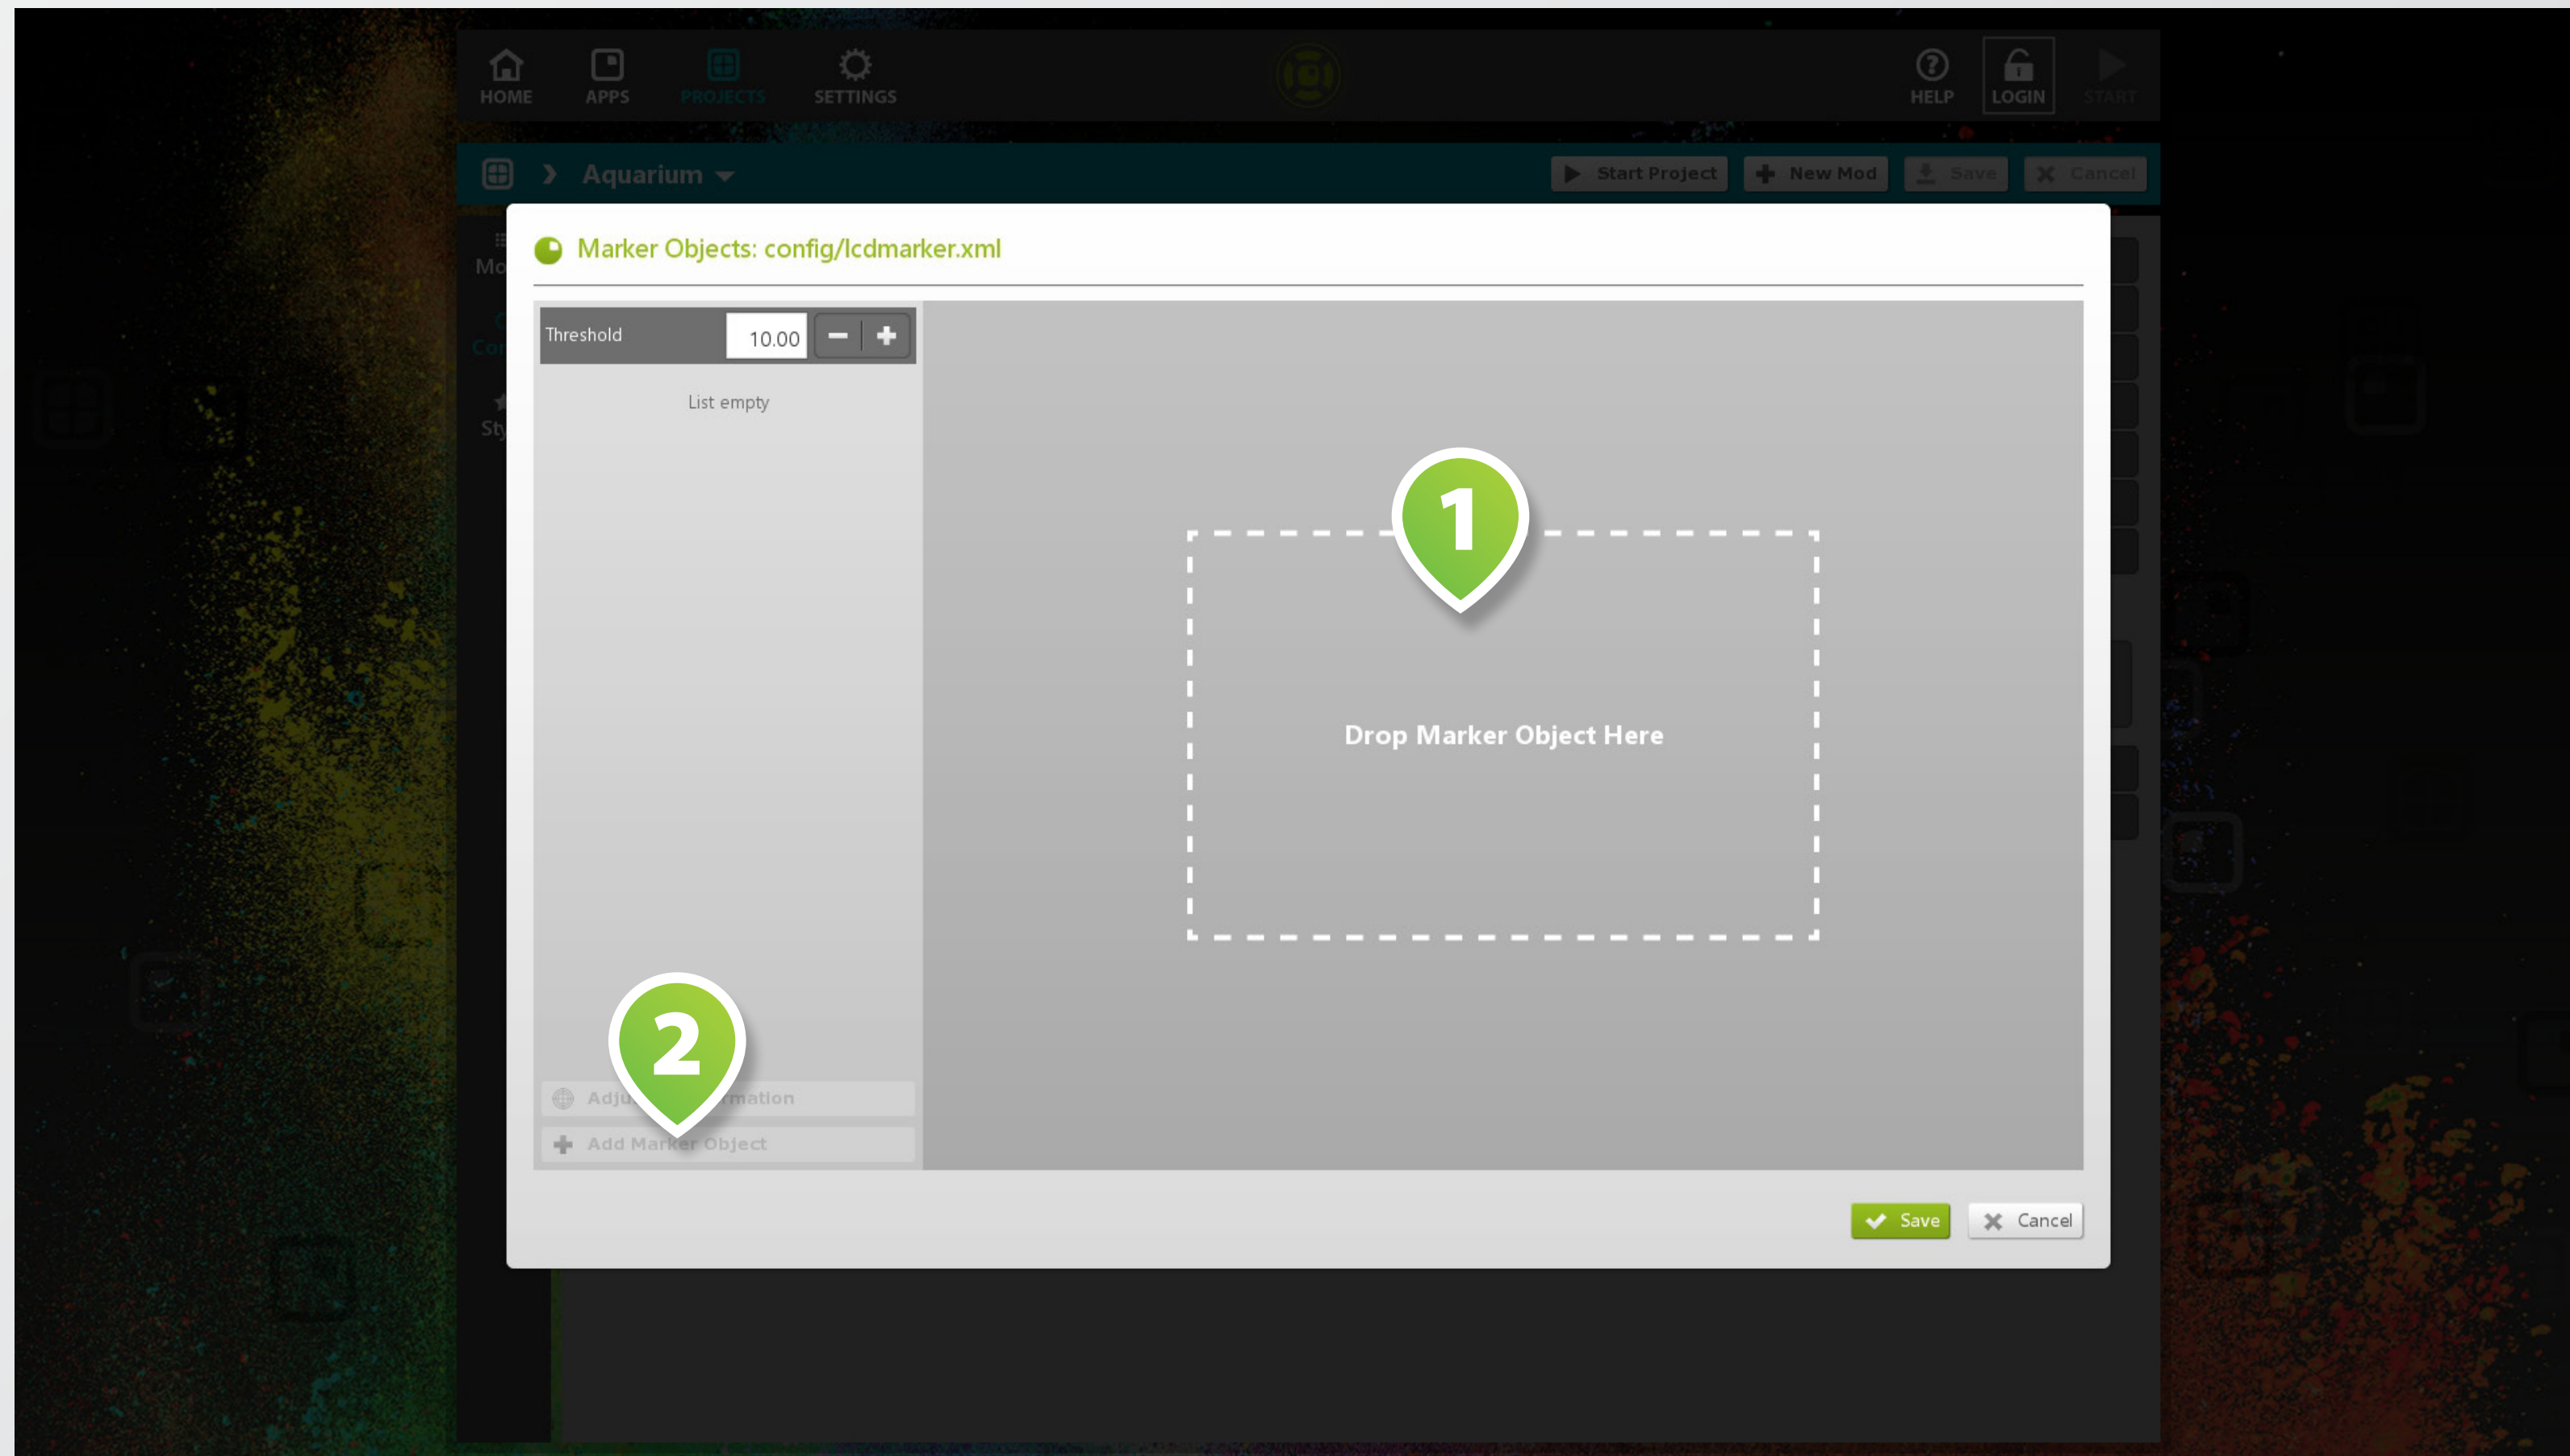 HOME APPS PROJECTS SETTINGS HELP LOGIN START
Aquarium Start Project New Mod Save Cancel
Marker Objects: config/lcdmarker.xml
Threshold 10.00
List empty
1
Drop Marker Object Here
2
Add Marker Object
Save Cancel